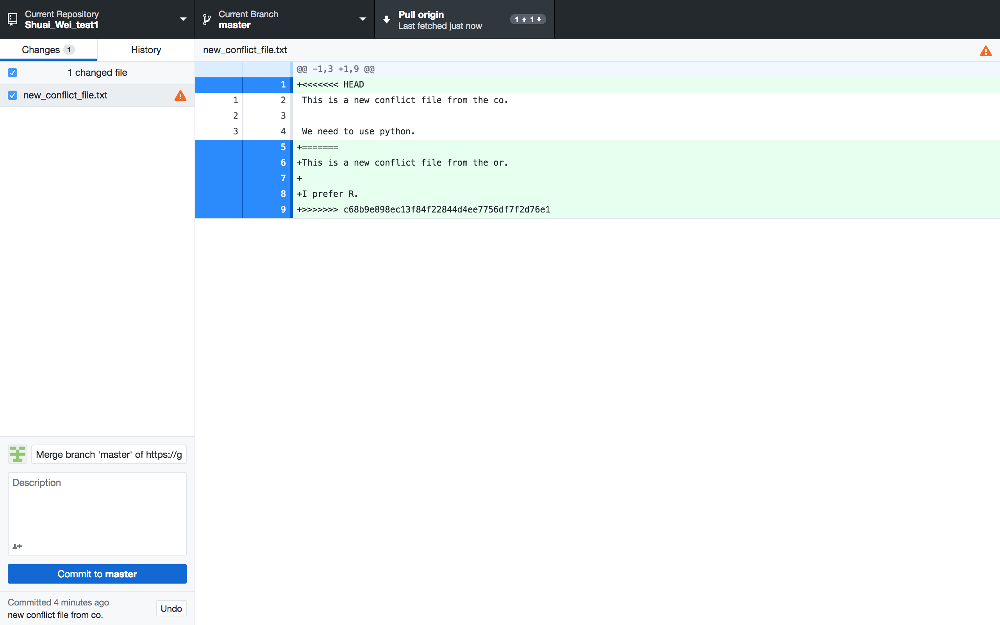 Current Repository
Shuai_Wei_test1
Current Branch
master
Pull origin
Last fetched just now
1 1
Changes 1
History
new_conflict_file.txt
1 changed file
new_conflict_file.txt
@@ -1,3 +1,9 @@
1 +<<<<<<< HEAD
1 2 This is a new conflict file from the co.
2 3
3 4 We need to use python.
5 +=======
6 +This is a new conflict file from the or.
7 +
8 +I prefer R.
9 +>>>>>>> c68b9e898ec13f84f22844d4ee7756df7f2d76e1
Merge branch 'master' of https://g
Description
Commit to master
Committed 4 minutes ago
new conflict file from co.
Undo